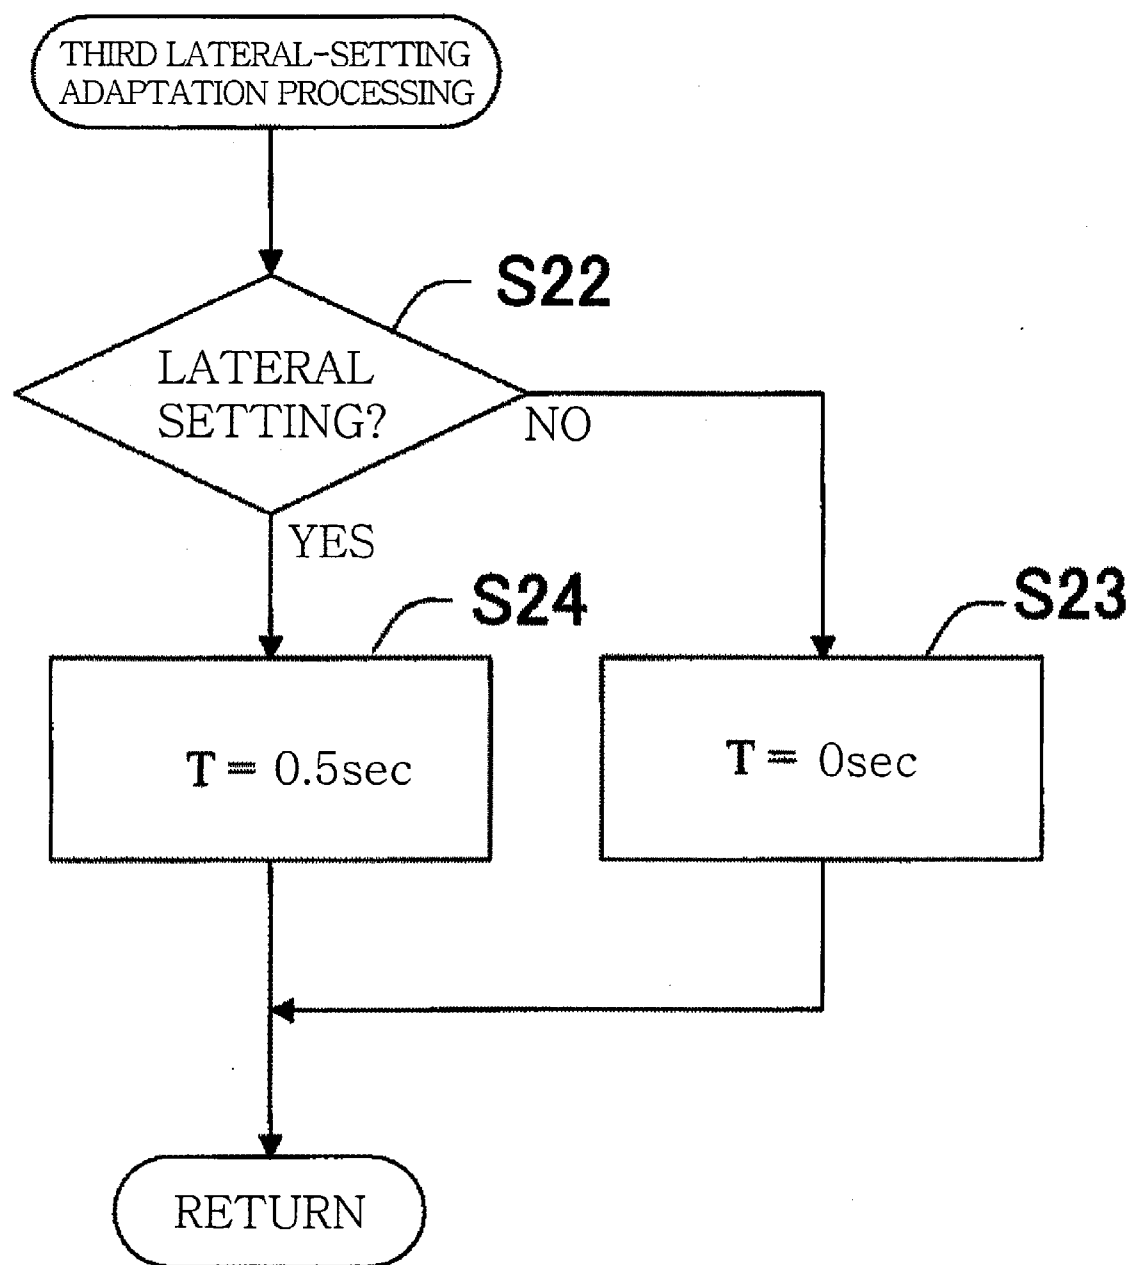 THIRD LATERAL-SETTING
ADAPTATION PROCESSING
S22
LATERAL
SETTING?
NO
YES
S24
S23
T = 0.5sec
T = 0sec
RETURN